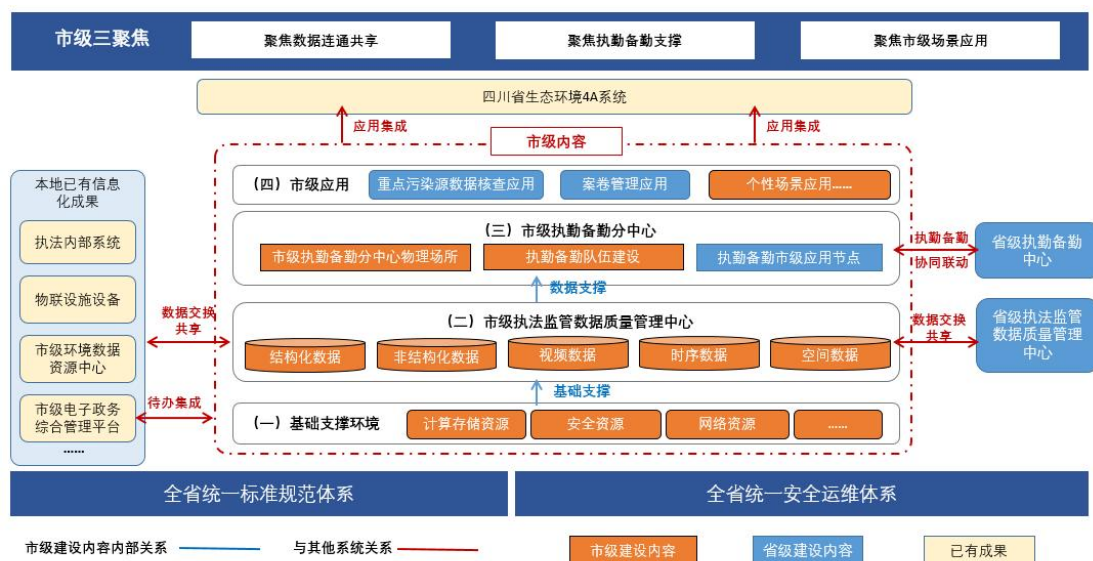 市级三聚焦
聚焦数据连通共享
聚焦执勤备勤支撑
聚焦市级场景应用
四川省生态环境4A系统
应用集成
应用集成
市级内容
本地已有信息
化成果
执法内部系统
物联设施设备
市级环境数据
资源中心
市级电子政务
综合管理平台
......
数据交换
共享
待办集成
(四) 市级应用
重点污染源数据核查应用
案卷管理应用
个性场景应用......
(三) 市级执勤备勤分中心
市级执勤备勤分中心物理场所
执勤备勤队伍建设
执勤备勤市级应用节点
数据支撑
(二) 市级执法监管数据质量管理中心
结构化数据
非结构化数据
视频数据
时序数据
空间数据
基础支撑
(一) 基础支撑环境
计算存储资源
安全资源
网络资源
......
执勤备勤
协同联动
省级执勤备勤
中心
数据交换
共享
省级执法监管
数据质量管理
中心
全省统一标准规范体系
全省统一安全运维体系
市级建设内容内部关系
与其他系统关系
市级建设内容
省级建设内容
已有成果